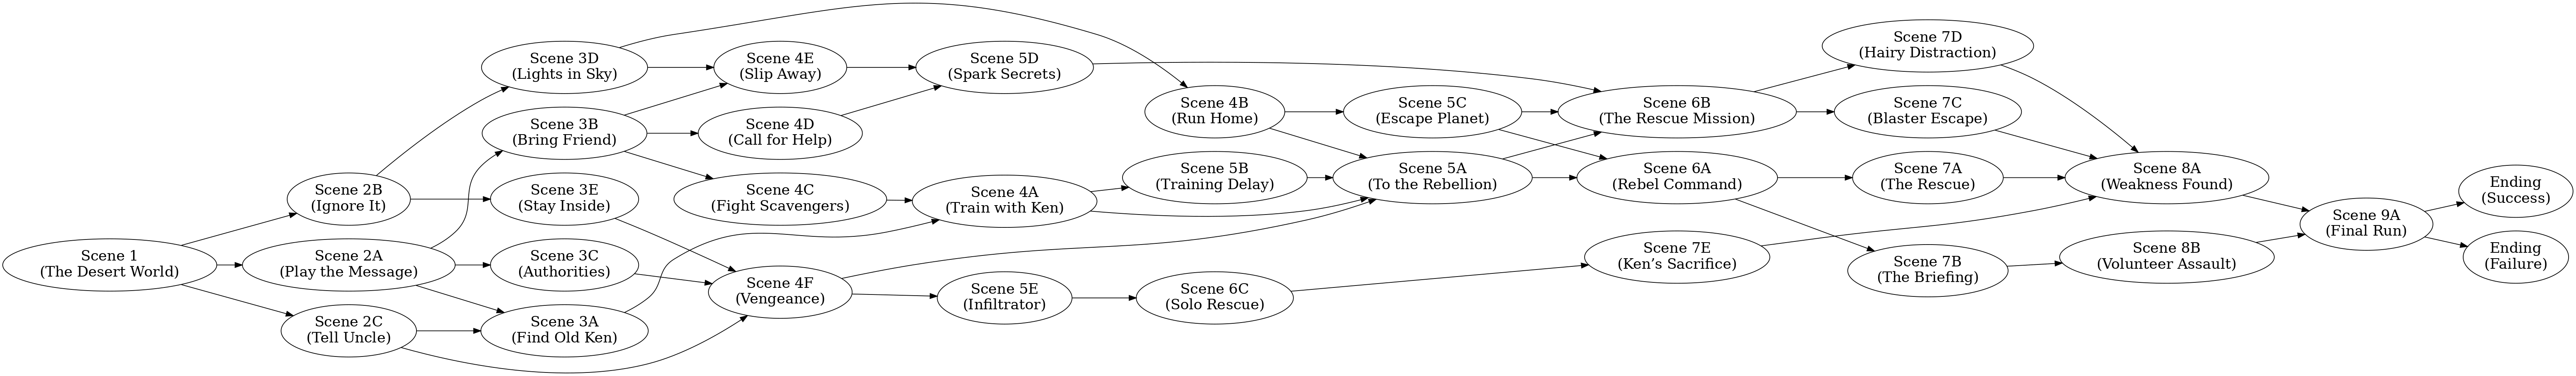 Scene 1
(The Desert World)
Scene 2B
(Ignore It)
Scene 2A
(Play the Message)
Scene 2C
(Tell Uncle)
Scene 3D
(Lights in Sky)
Scene 3B
(Bring Friend)
Scene 3E
(Stay Inside)
Scene 3C
(Authorities)
Scene 3A
(Find Old Ken)
Scene 4E
(Slip Away)
Scene 4D
(Call for Help)
Scene 4C
(Fight Scavengers)
Scene 4F
(Vengeance)
Scene 5D
(Spark Secrets)
Scene 4A
(Train with Ken)
Scene 5E
(Infiltrator)
Scene 4B
(Run Home)
Scene 5B
(Training Delay)
Scene 6C
(Solo Rescue)
Scene 5C
(Escape Planet)
Scene 5A
(To the Rebellion)
Scene 6B
(The Rescue Mission)
Scene 6A
(Rebel Command)
Scene 7E
(Ken’s Sacrifice)
Scene 7D
(Hairy Distraction)
Scene 7C
(Blaster Escape)
Scene 7A
(The Rescue)
Scene 7B
(The Briefing)
Scene 8A
(Weakness Found)
Scene 8B
(Volunteer Assault)
Scene 9A
(Final Run)
Ending
(Success)
Ending
(Failure)